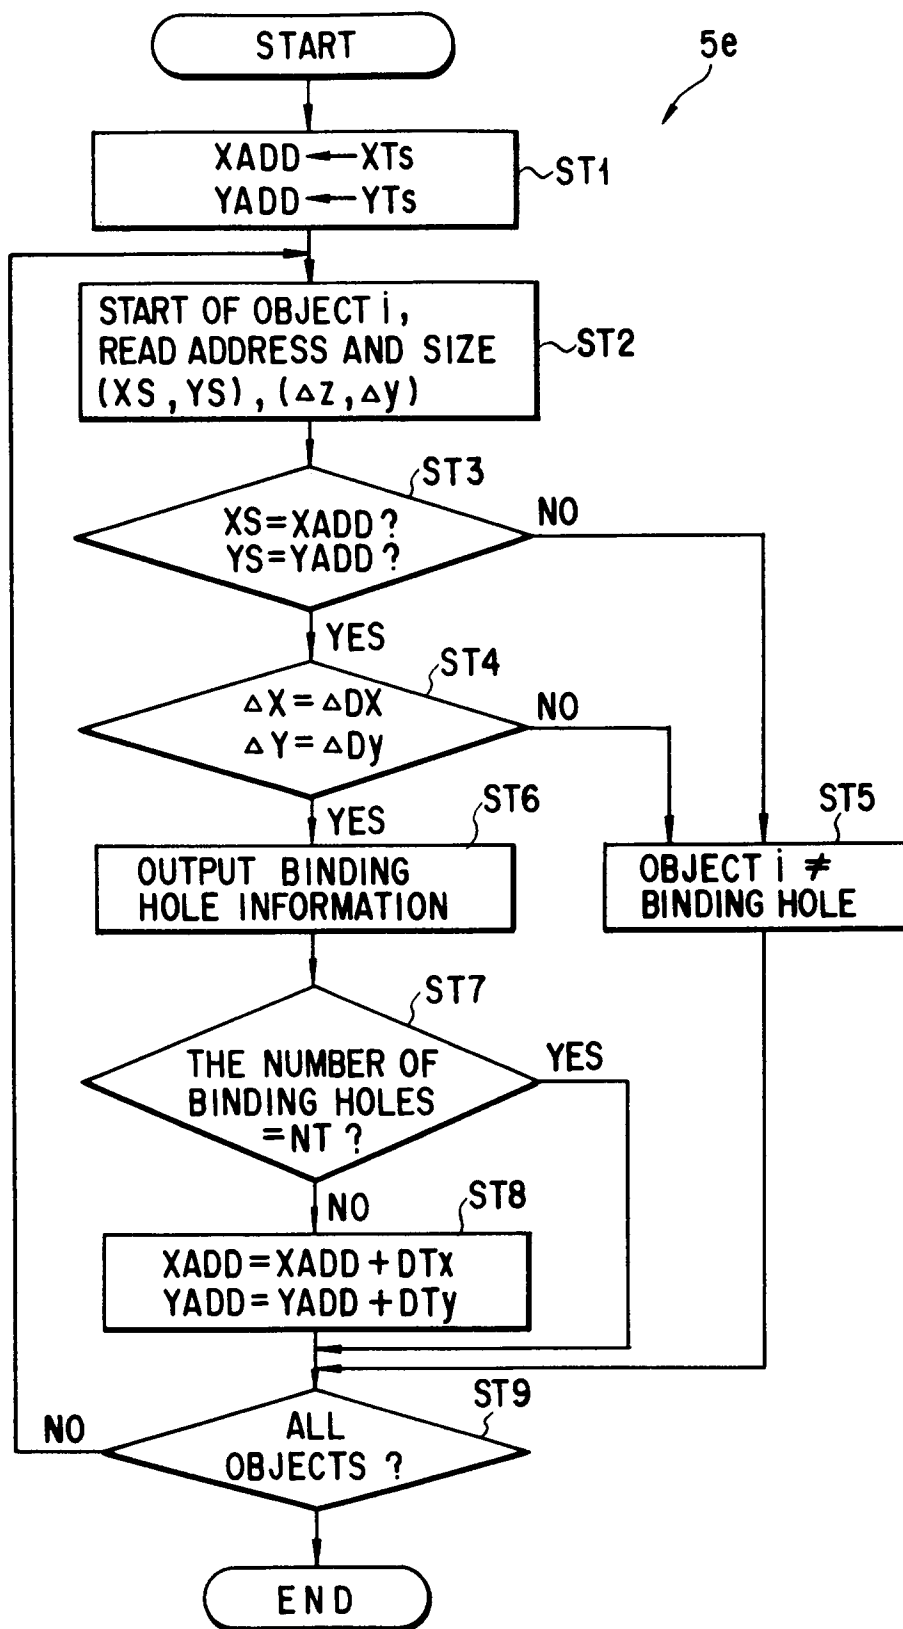 START
5e
XADD ← XTs
YADD ← YTs
ST1
START OF OBJECT i,
READ ADDRESS AND SIZE
(XS, YS), (△z, △y)
ST2
ST3
XS=XADD?
YS=YADD?
NO
YES
ST4
△X=△DX
△Y=△Dy
NO
YES
ST6
OUTPUT BINDING
HOLE INFORMATION
ST5
OBJECT i ≠
BINDING HOLE
ST7
THE NUMBER OF
BINDING HOLES
=NT ?
YES
NO
ST8
XADD=XADD+DTx
YADD=YADD+DTy
ST9
ALL
OBJECTS ?
NO
END